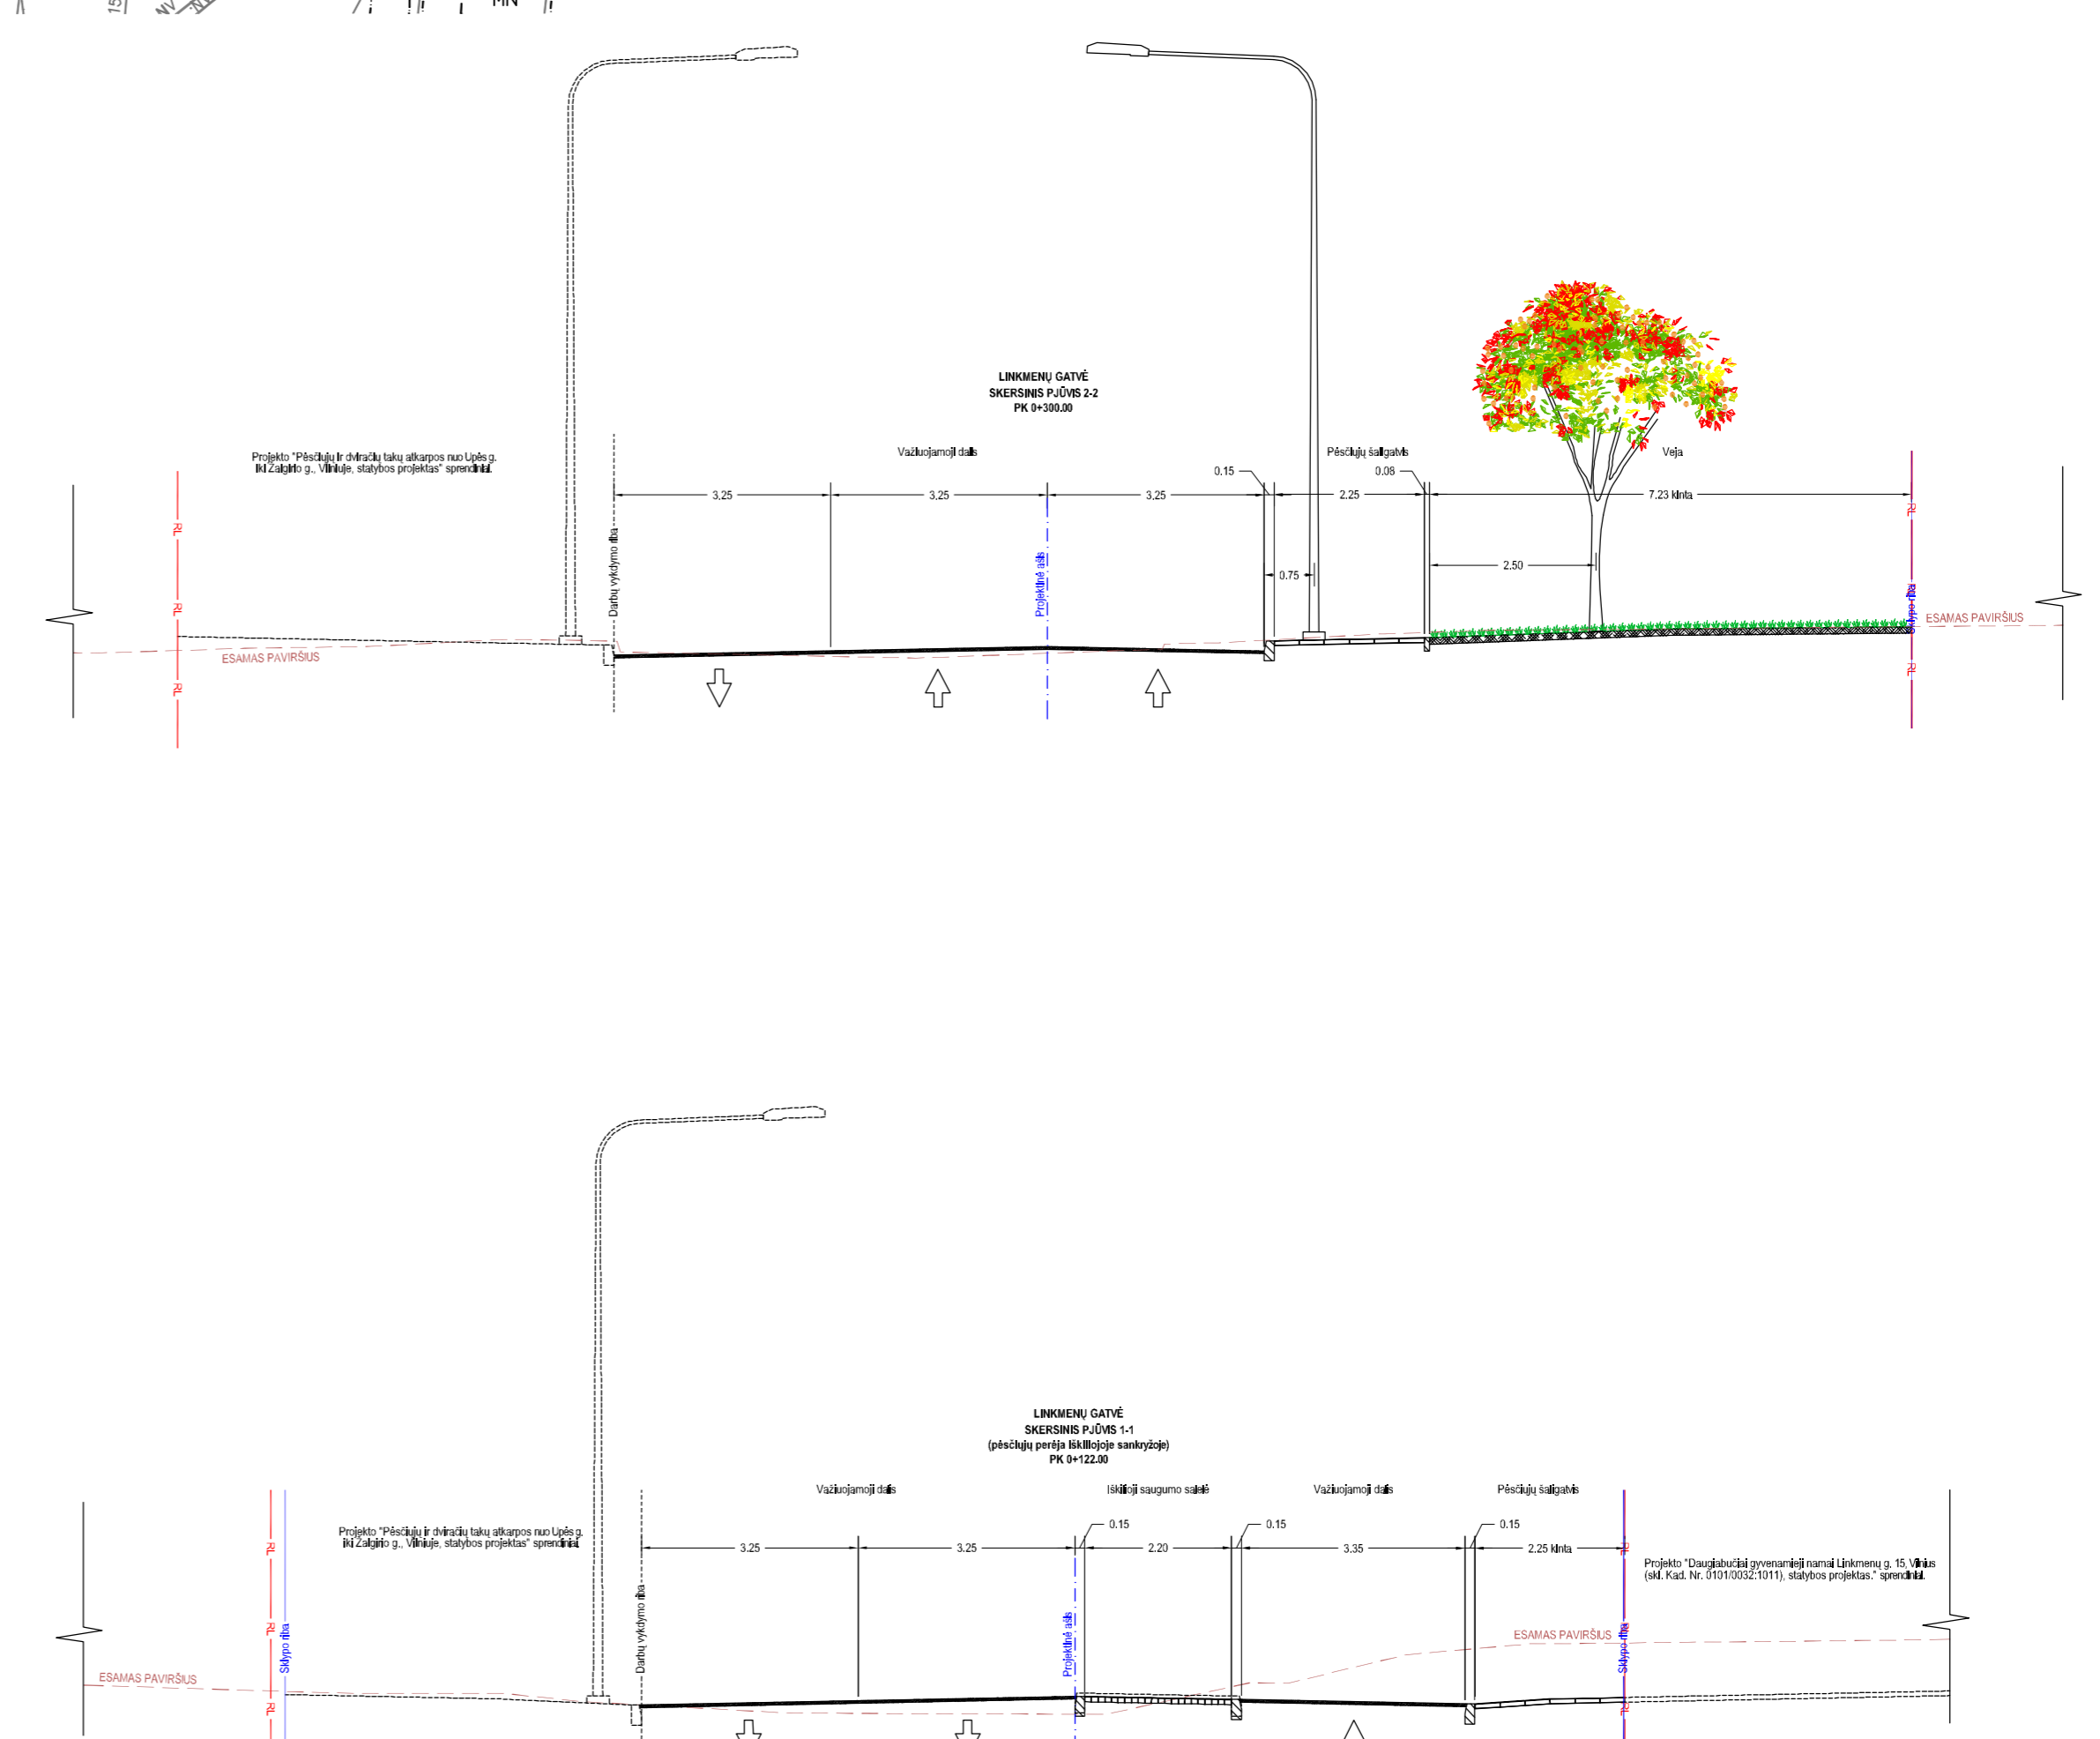 15
NV
MN
LINKMENŲ GATVĖ
SKERSINIS PJŪVIS 2-2
PK 0+300.00
Projekto "Pėsčiųjų ir dviračių takų atkarpos nuo Upės g.
iki Žalgirio g., Vilniuje, statybos projektas" sprendiniai.
Važiuojamoji dalis
Pėsčiųjų šaligatvis
Veja
0.15
0.08
3,25
3,25
3,25
2,25
7,23 kinta
RL
RL
RL
Darbų vykdymo riba
Projektinė ašis
0.75
2.50
RL
Sklypo riba
RL
ESAMAS PAVIRŠIUS
ESAMAS PAVIRŠIUS
LINKMENŲ GATVĖ
SKERSINIS PJŪVIS 1-1
(pėsčiųjų perėja iškiliojoje sankryžoje)
PK 0+122.00
Važiuojamoji dalis
Iškilioji saugumo salelė
Važiuojamoji dalis
Pėsčiųjų šaligatvis
Projekto "Pėsčiųjų ir dviračių takų atkarpos nuo Upės g.
iki Žalgirio g., Vilniuje, statybos projektas" sprendiniai.
0.15
0.15
0.15
3.25
3.25
2.20
3.35
2.25 kinta
Projekto "Daugiabučiai gyvenamieji namai Linkmenų g. 15, Vilnius
(skl. Kad. Nr. 0101/0032:1011), statybos projektas." sprendiniai.
RL
RL
RL
Sklypo riba
Darbų vykdymo riba
Projektinė ašis
RL
RL
Sklypo riba
RL
ESAMAS PAVIRŠIUS
ESAMAS PAVIRŠIUS